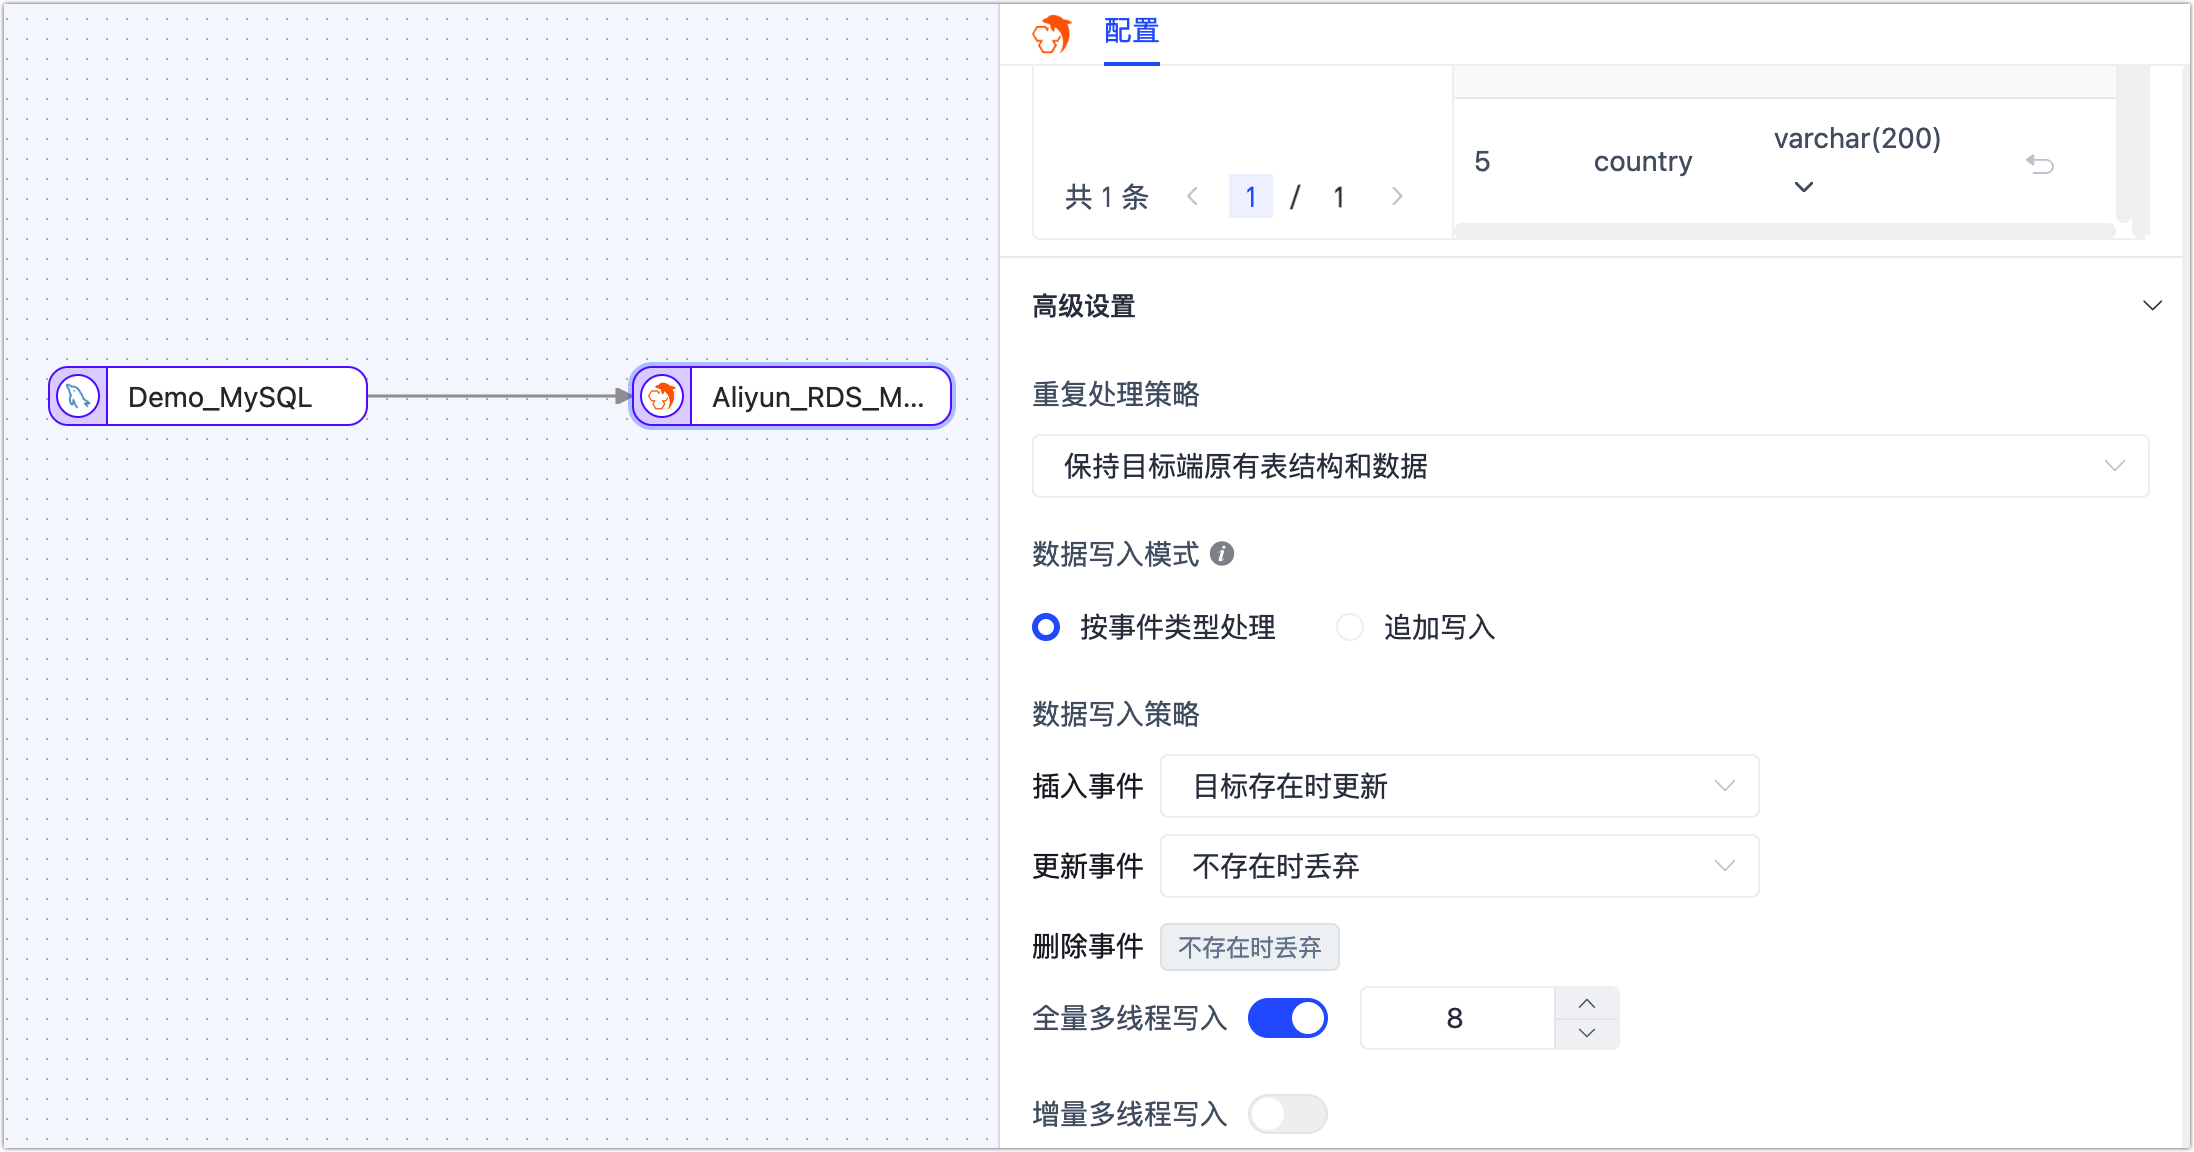 配置
5 country varchar(200)
共 1 条 1 / 1
高级设置
重复处理策略
保持目标端原有表结构和数据
数据写入模式
按事件类型处理 追加写入
数据写入策略
插入事件 目标存在时更新
更新事件 不存在时丢弃
删除事件 不存在时丢弃
全量多线程写入 8
增量多线程写入
Demo_MySQL
Aliyun_RDS_M...